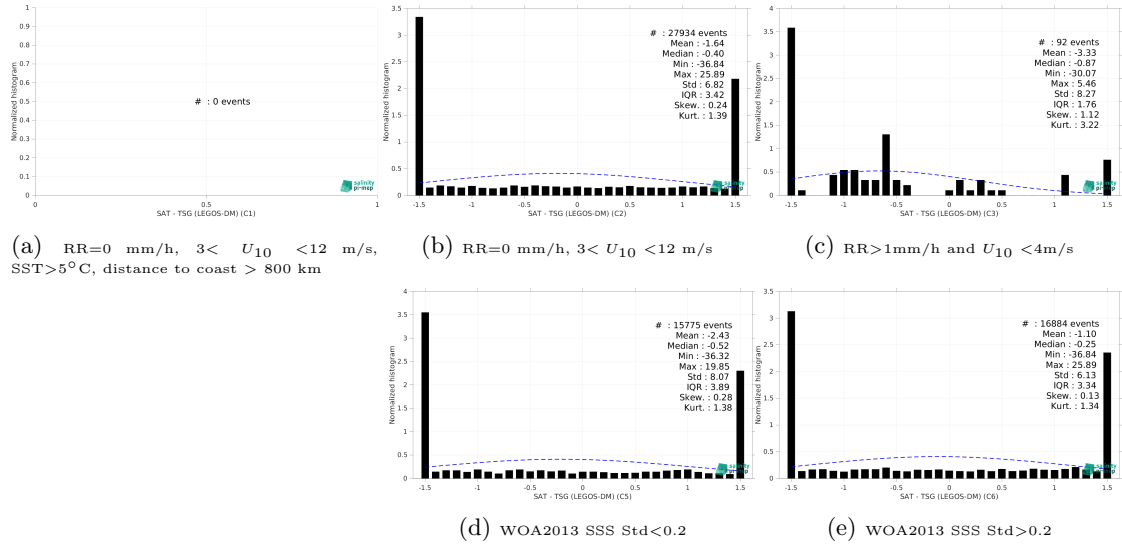 1
0.9
0.8
0.7
0.6
0.5
0.4
0.3
0.2
0.1
0
Normalized histogram
# : 0 events
salinity
pi-mep
0
0.5
1
SAT - TSG (LEGOS-DM) (C1)
(a) RR=0 mm/h, 3< U10 <12 m/s,
SST>5°C, distance to coast > 800 km
3.5
3
2.5
2
1.5
1
0.5
0
Normalized histogram
# : 27934 events
Mean : -1.64
Median : -0.40
Min : -36.84
Max : 25.89
Std : 6.82
IQR : 3.42
Skew. : 0.24
Kurt. : 1.39
salinity
pi-mep
-1.5
-1
-0.5
0
0.5
1
1.5
SAT - TSG (LEGOS-DM) (C2)
(b) RR=0 mm/h, 3< U10 <12 m/s
4
3.5
3
2.5
2
1.5
1
0.5
0
Normalized histogram
# : 92 events
Mean : -3.33
Median : -0.87
Min : -30.07
Max : 5.46
Std : 8.27
IQR : 1.76
Skew. : 1.12
Kurt. : 3.22
salinity
pi-mep
-1.5
-1
-0.5
0
0.5
1
1.5
SAT - TSG (LEGOS-DM) (C3)
(c) RR>1mm/h and U10 <4m/s
4
3.5
3
2.5
2
1.5
1
0.5
0
Normalized histogram
# : 15775 events
Mean : -2.43
Median : -0.52
Min : -36.32
Max : 19.85
Std : 8.07
IQR : 3.89
Skew. : 0.28
Kurt. : 1.38
salinity
pi-mep
-1.5
-1
-0.5
0
0.5
1
1.5
SAT - TSG (LEGOS-DM) (C5)
(d) WOA2013 SSS Std<0.2
3.5
3
2.5
2
1.5
1
0.5
0
Normalized histogram
# : 16884 events
Mean : -1.10
Median : -0.25
Min : -36.84
Max : 25.89
Std : 6.13
IQR : 3.34
Skew. : 0.13
Kurt. : 1.34
salinity
pi-mep
-1.5
-1
-0.5
0
0.5
1
1.5
SAT - TSG (LEGOS-DM) (C6)
(e) WOA2013 SSS Std>0.2